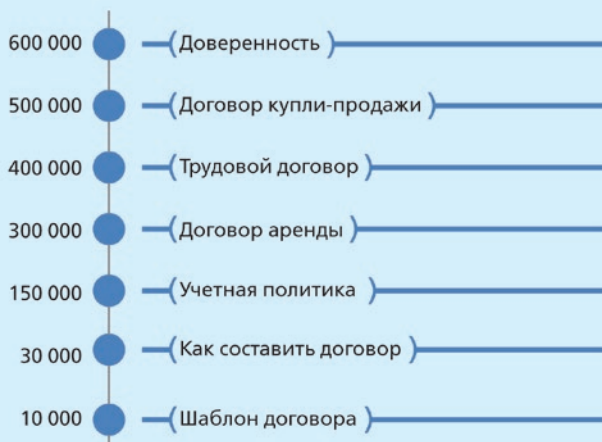 600 000 Доверенность
500 000 Договор купли-продажи
400 000 Трудовой договор
300 000 Договор аренды
150 000 Учетная политика
30 000 Как составить договор
10 000 Шаблон договора